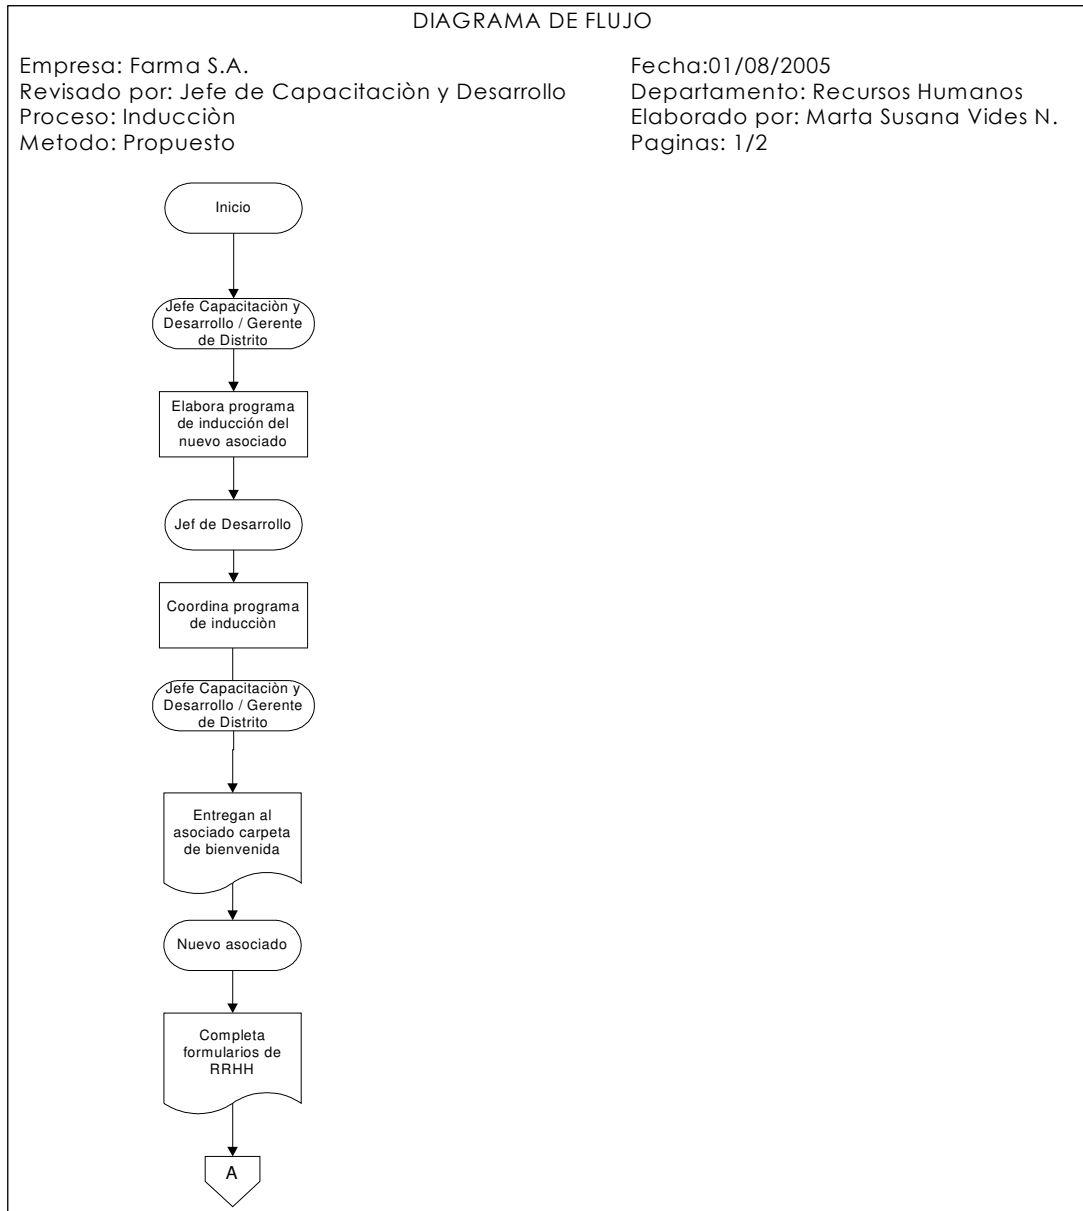 DIAGRAMA DE FLUJO
Empresa: Farma S.A.
Fecha:01/08/2005
Revisado por: Jefe de Capacitaciòn y Desarrollo
Departamento: Recursos Humanos
Proceso: Inducciòn
Elaborado por: Marta Susana Vides N.
Metodo: Propuesto
Paginas: 1/2
Inicio
Jefe Capacitaciòn y
Desarrollo / Gerente
de Distrito
Elabora programa
de inducción del
nuevo asociado
Jef de Desarrollo
Coordina programa
de inducciòn
Jefe Capacitaciòn y
Desarrollo / Gerente
de Distrito
Entregan al
asociado carpeta
de bienvenida
Nuevo asociado
Completa
formularios de
RRHH
A